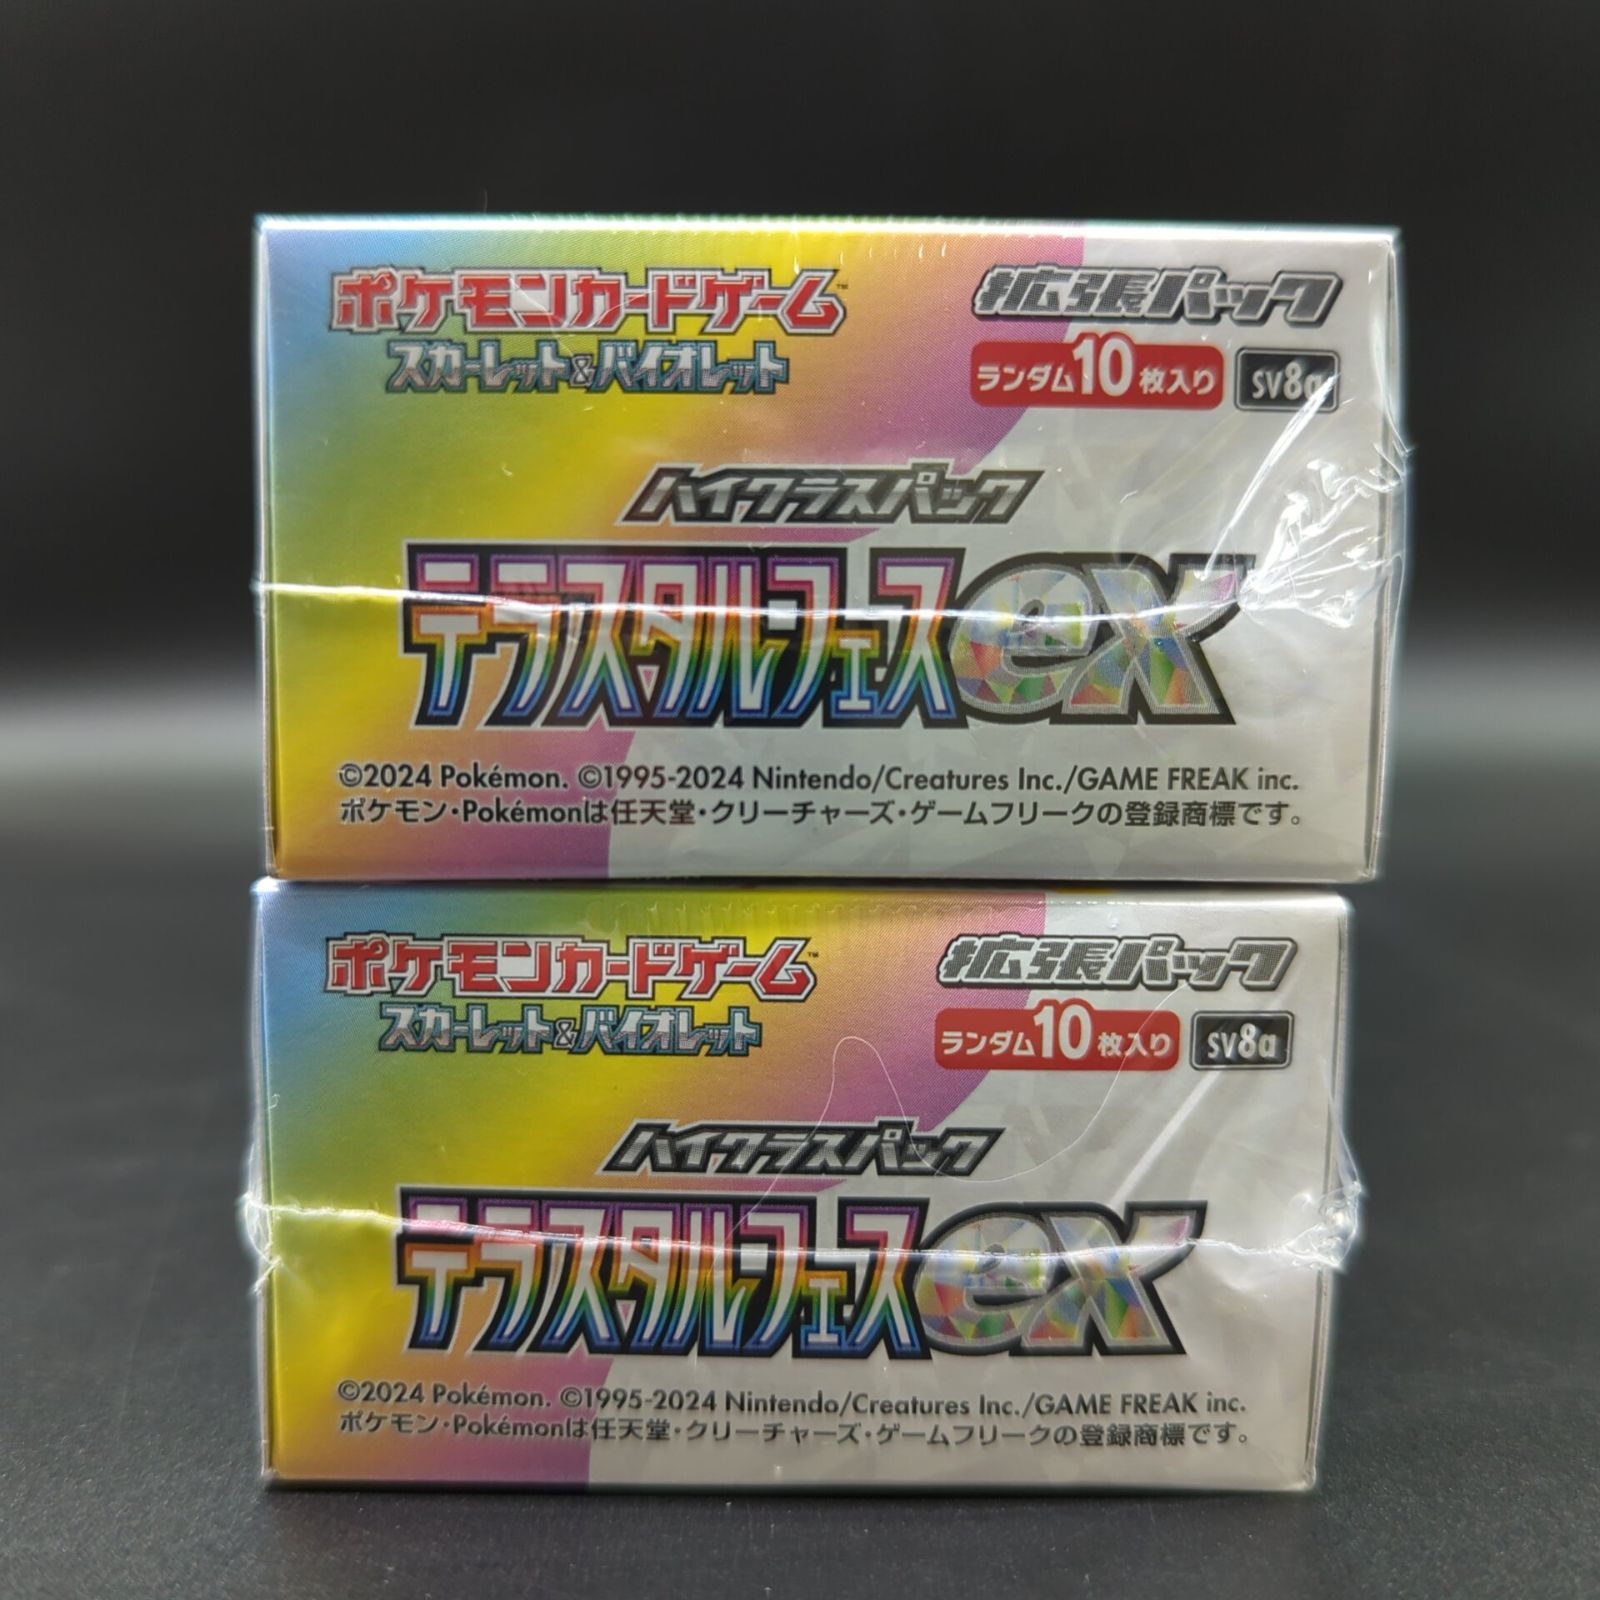 ポケモンカードゲーム™
スカーレット&バイオレット
拡張パック
ランダム10枚入り sv8a
ハイクラスパック
テラスタルフェスex
©2024 Pokémon. ©1995-2024 Nintendo/Creatures Inc./GAME FREAK inc.
ポケモン・Pokémonは任天堂・クリーチャーズ・ゲームフリークの登録商標です。
ポケモンカードゲーム™
スカーレット&バイオレット
拡張パック
ランダム10枚入り sv8a
ハイクラスパック
テラスタルフェスex
©2024 Pokémon. ©1995-2024 Nintendo/Creatures Inc./GAME FREAK inc.
ポケモン・Pokémonは任天堂・クリーチャーズ・ゲームフリークの登録商標です。